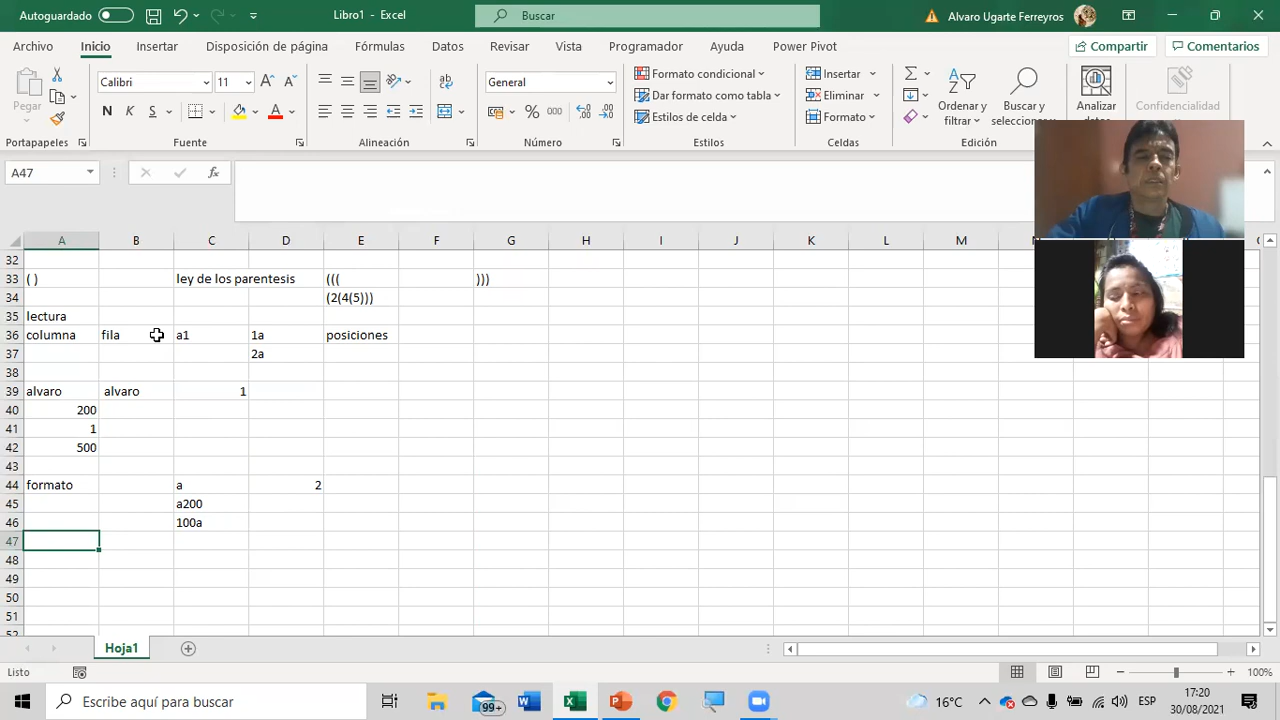 Autoguardado
Libro1 - Excel
Buscar
Alvaro Ugarte Ferreyros
Archivo Inicio Insertar Disposición de página Fórmulas Datos Revisar Vista Programador Ayuda Power Pivot
Compartir Comentarios
Pegar
Calibri 11
N K S
General
% 000
Formato condicional
Dar formato como tabla
Estilos de celda
Insertar
Eliminar
Formato
Ordenar y filtrar
Buscar y seleccionar
Analizar datos
Confidencialidad
Portapapeles Fuente Alineación Número Estilos Celdas Edición
A47
fx
A B C D E F G H I J K L M
32
33 ( ) ley de los parentesis ((( )))
34 (2(4(5)))
35 lectura
36 columna fila a1 1a posiciones
37 2a
38
39 alvaro alvaro 1
40 200
41 1
42 500
43
44 formato a 2
45 a200
46 100a
47
48
49
50
51
52
Hoja1
Listo
100%
Escribe aquí para buscar
99+
16°C
ESP
17:20
30/08/2021